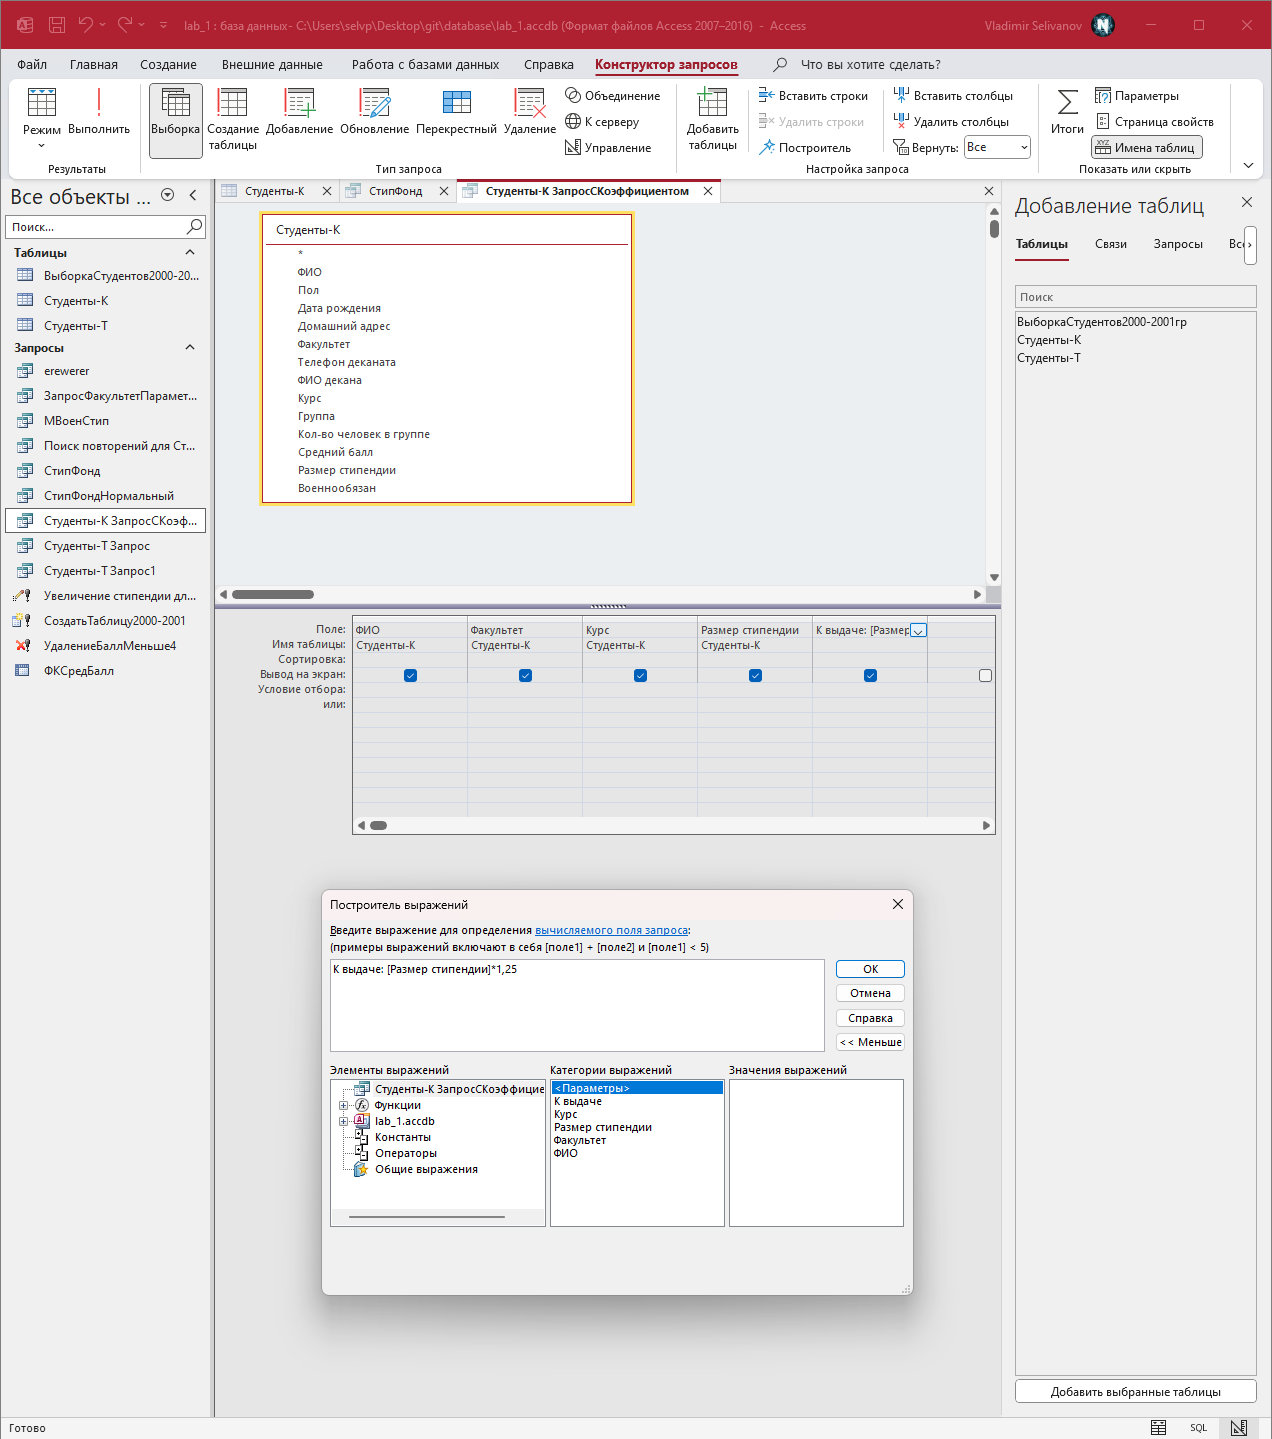 lab_1 : база данных- C:\Users\selvp\Desktop\git\database\lab_1.accdb (Формат файлов Access 2007–2016) - Access
Vladimir Selivanov
Файл
Главная
Создание
Внешние данные
Работа с базами данных
Справка
Конструктор запросов
Что вы хотите сделать?
Режим
Выполнить
Результаты
Выборка
Создание таблицы
Добавление
Обновление
Перекрестный
Удаление
Объединение
К серверу
Управление
Тип запроса
Добавить таблицы
Вставить строки
Удалить строки
Построитель
Вставить столбцы
Удалить столбцы
Вернуть: Все
Настройка запроса
Итоги
Параметры
Страница свойств
Имена таблиц
Показать или скрыть
Все объекты ...
Поиск...
Таблицы
ВыборкаСтудентов2000-20...
Студенты-К
Студенты-Т
Запросы
erewerer
ЗапросФакультетПарамет...
МВоенСтип
Поиск повторений для Ст...
СтипФонд
СтипФондНормальный
Студенты-К ЗапросСКоэф...
Студенты-Т Запрос
Студенты-Т Запрос1
Увеличение стипендии дл...
СоздатьТаблицу2000-2001
УдалениеБаллМеньше4
ФКСредБалл
Студенты-К
СтипФонд
Студенты-К ЗапросСКоэффициентом
Студенты-К
*
ФИО
Пол
Дата рождения
Домашний адрес
Факультет
Телефон деканата
ФИО декана
Курс
Группа
Кол-во человек в группе
Средний балл
Размер стипендии
Военнообязан
Поле: ФИО Факультет Курс Размер стипендии К выдаче: [Размер
Имя таблицы: Студенты-К Студенты-К Студенты-К Студенты-К
Сортировка:
Вывод на экран:
Условие отбора:
или:
Добавление таблиц
Таблицы
Связи
Запросы
Вс
Поиск
ВыборкаСтудентов2000-2001гр
Студенты-К
Студенты-Т
Добавить выбранные таблицы
Построитель выражений
Введите выражение для определения вычисляемого поля запроса:
(примеры выражений включают в себя [поле1] + [поле2] и [поле1] < 5)
К выдаче: [Размер стипендии]*1,25
ОК
Отмена
Справка
<< Меньше
Элементы выражений
Студенты-К ЗапросСКоэффицие
Функции
lab_1.accdb
Константы
Операторы
Общие выражения
Категории выражений
<Параметры>
К выдаче
Курс
Размер стипендии
Факультет
ФИО
Значения выражений
Готово
SQL